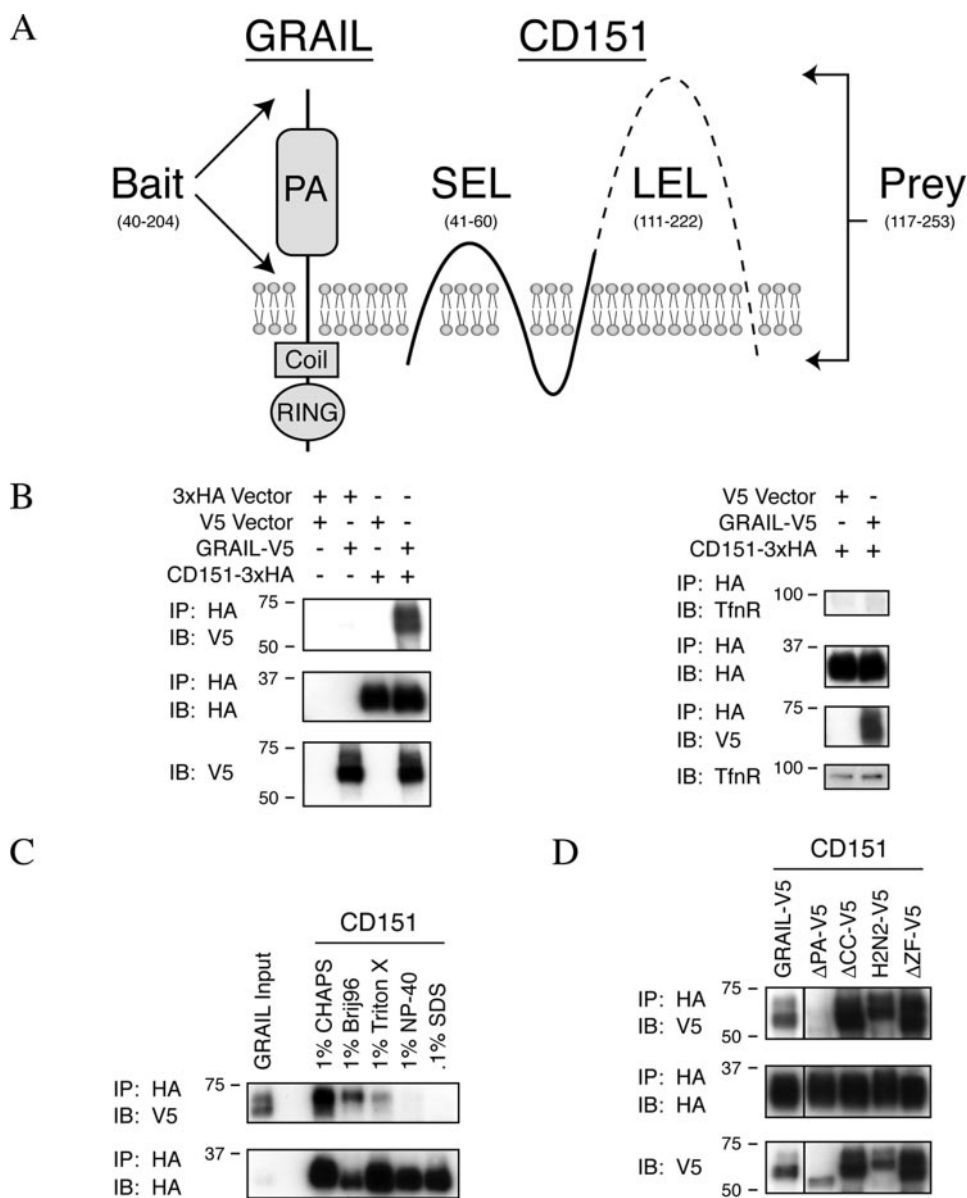 A
GRAIL CD151
Bait
(40-204)
PA
SEL
(41-60)
LEL
(111-222)
Prey
(117-253)
Coil
RING
B
3xHA Vector + + - -
V5 Vector + - + -
GRAIL-V5 - + - +
CD151-3xHA - - + +
IP: HA
IB: V5
75
50
IP: HA
IB: HA
37
IB: V5
75
50
V5 Vector + -
GRAIL-V5 - +
CD151-3xHA + +
IP: HA
IB: TfnR
100
IP: HA
IB: HA
37
IP: HA
IB: V5
75
IB: TfnR
100
C
CD151
GRAIL Input
1% CHAPS
1% Brij96
1% Triton X
1% NP-40
.1% SDS
IP: HA
IB: V5
75
IP: HA
IB: HA
37
D
CD151
GRAIL-V5
ΔPA-V5
ΔCC-V5
H2N2-V5
ΔZF-V5
IP: HA
IB: V5
75
50
IP: HA
IB: HA
37
IB: V5
75
50